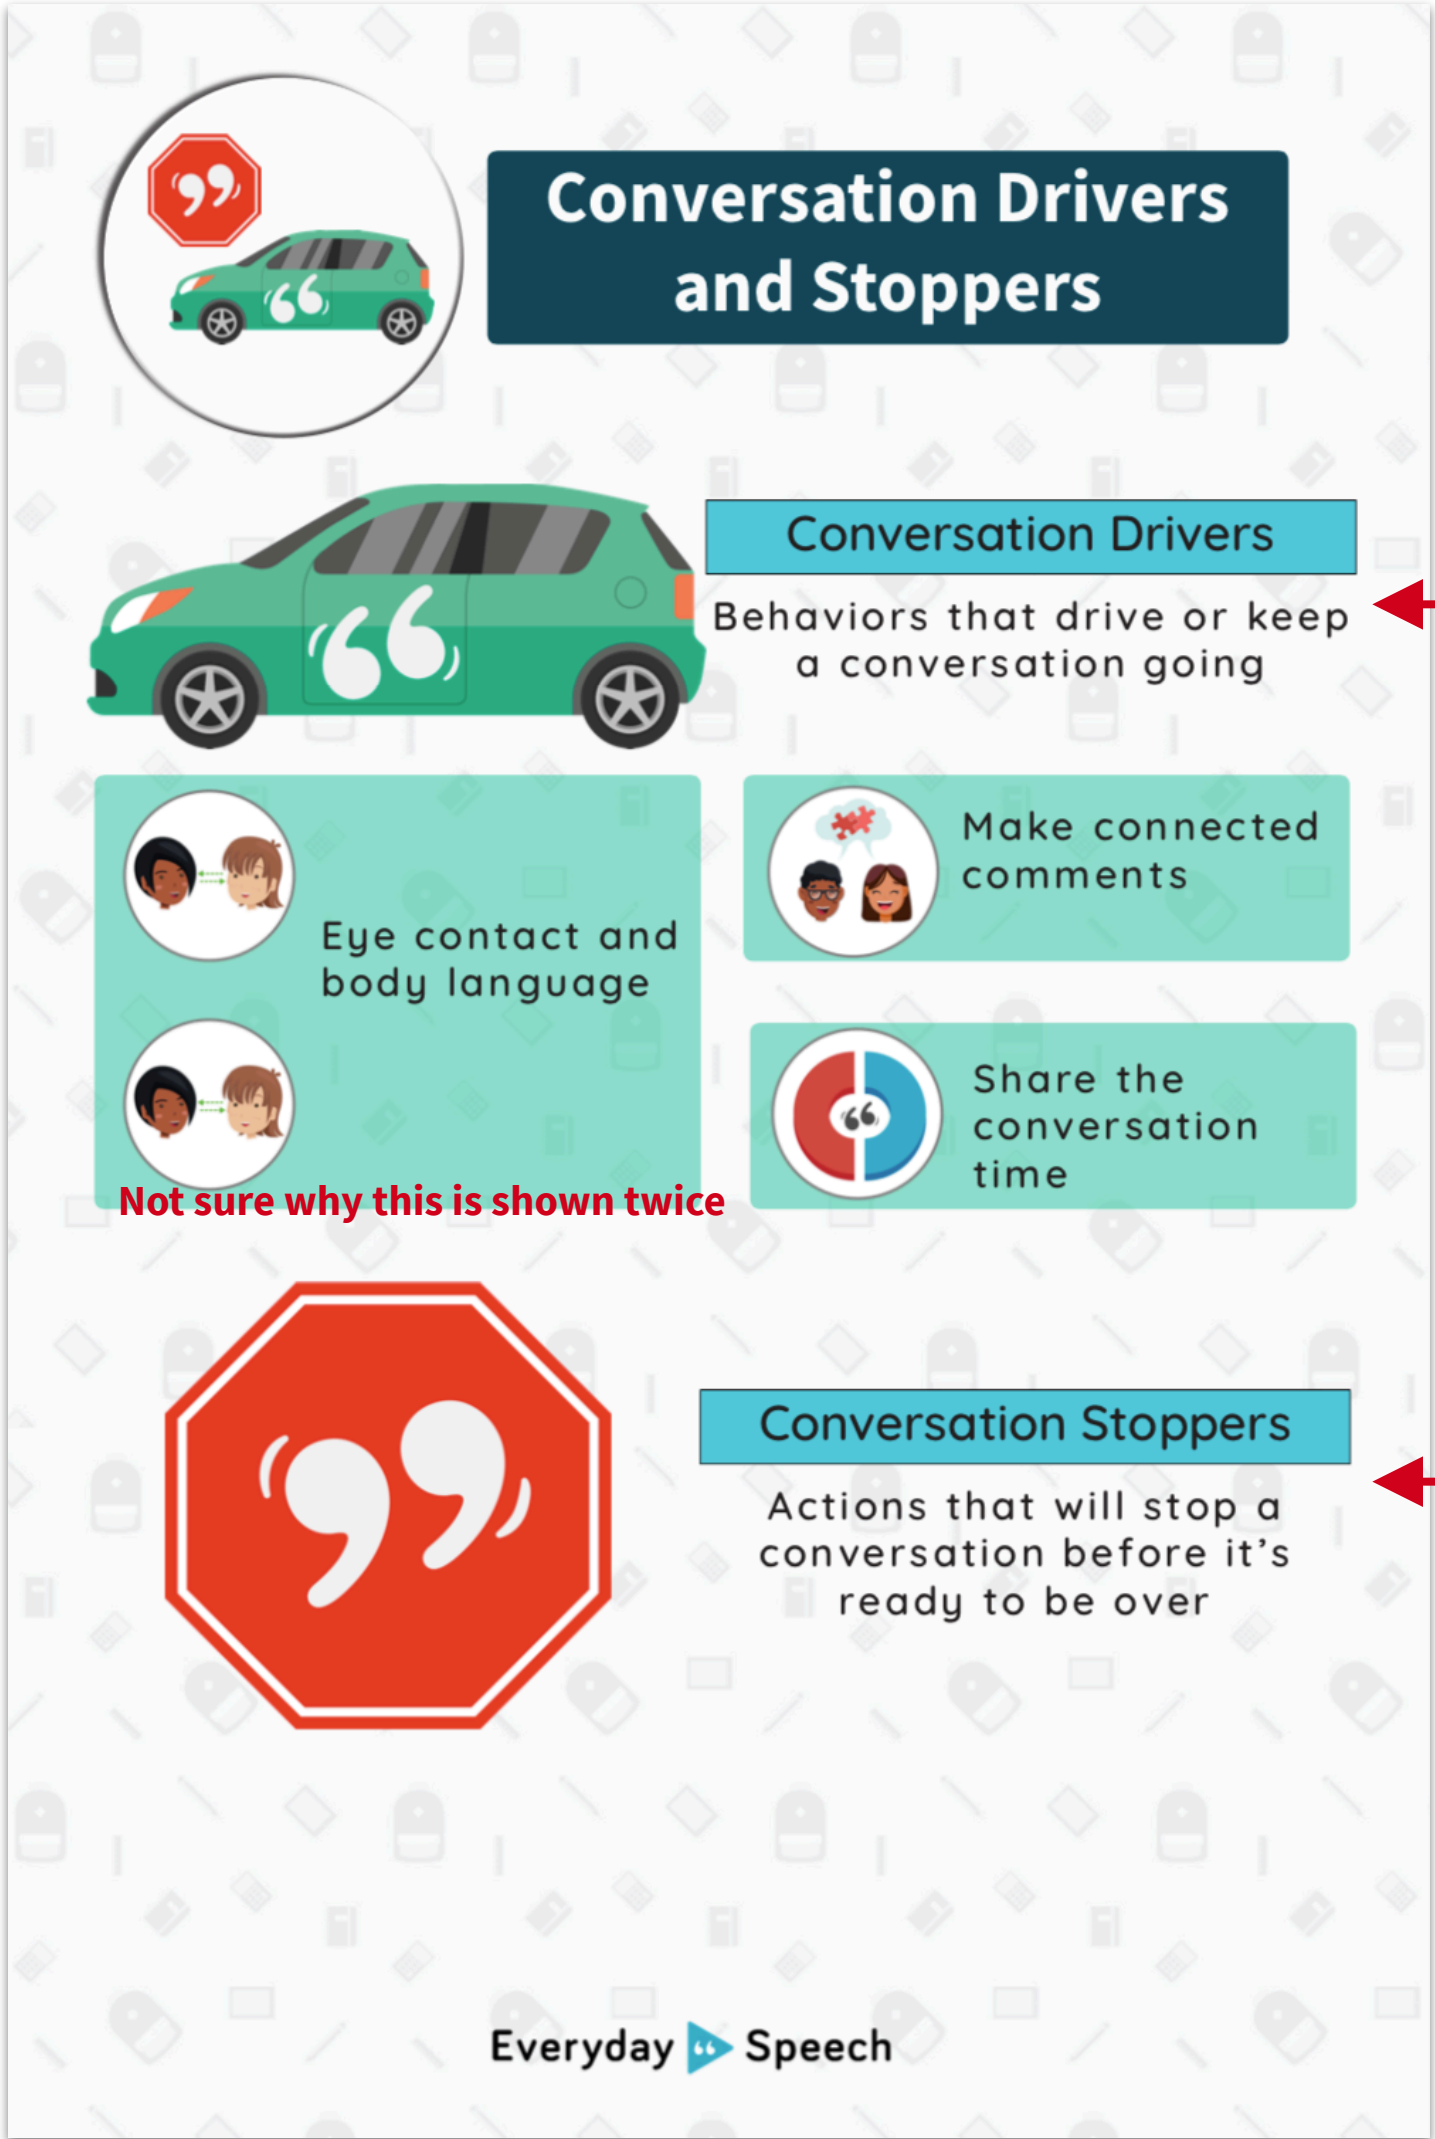 Conversation Drivers
and Stoppers
Conversation Drivers
Behaviors that drive or keep
a conversation going
Eye contact and
body language
Make connected
comments
Share the
conversation
time
Not sure why this is shown twice
Conversation Stoppers
Actions that will stop a
conversation before it's
ready to be over
Everyday Speech